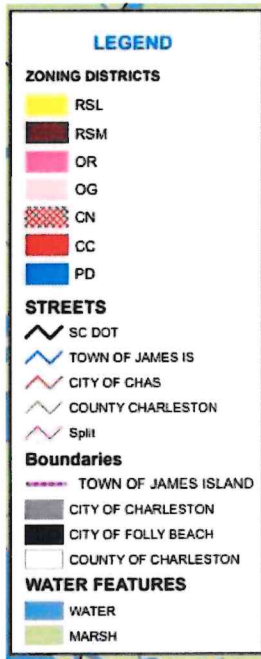 LEGEND
ZONING DISTRICTS
RSL
RSM
OR
OG
CN
CC
PD
STREETS
SC DOT
TOWN OF JAMES IS
CITY OF CHAS
COUNTY CHARLESTON
Split
Boundaries
TOWN OF JAMES ISLAND
CITY OF CHARLESTON
CITY OF FOLLY BEACH
COUNTY OF CHARLESTON
WATER FEATURES
WATER
MARSH